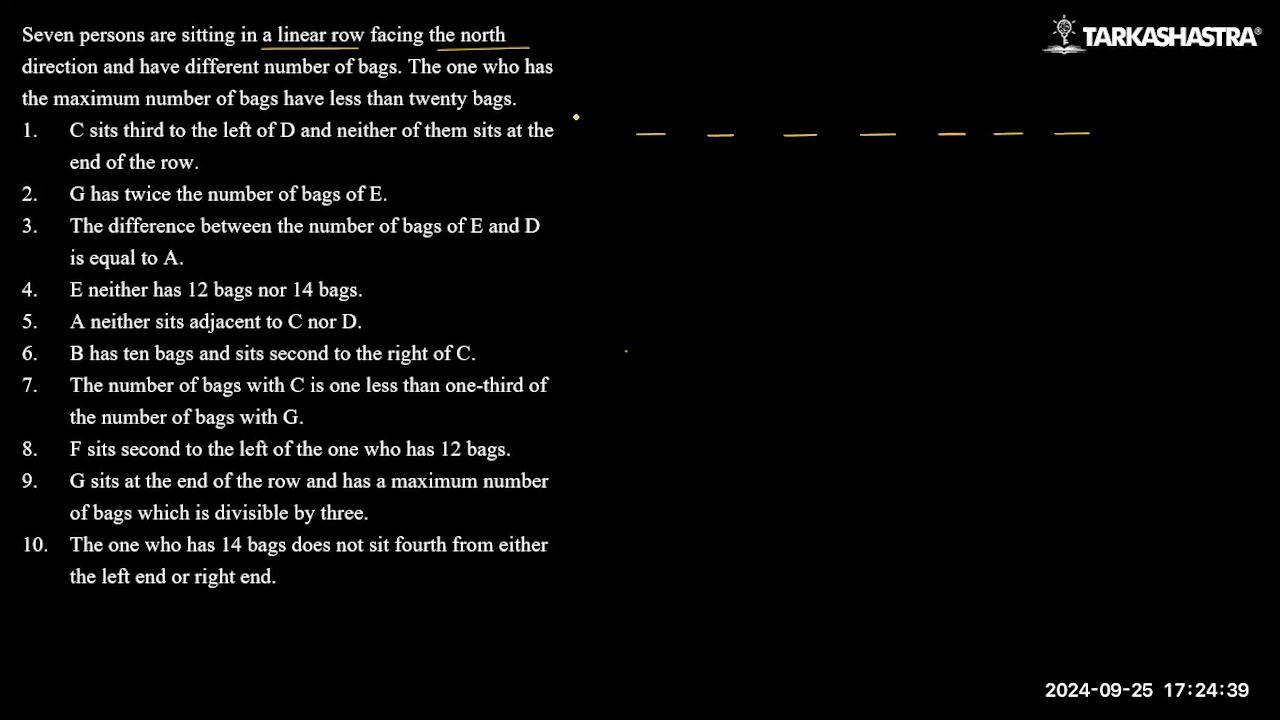 Seven persons are sitting in a linear row facing the north
direction and have different number of bags. The one who has
the maximum number of bags have less than twenty bags.
1. C sits third to the left of D and neither of them sits at the
end of the row.
2. G has twice the number of bags of E.
3. The difference between the number of bags of E and D
is equal to A.
4. E neither has 12 bags nor 14 bags.
5. A neither sits adjacent to C nor D.
6. B has ten bags and sits second to the right of C.
7. The number of bags with C is one less than one-third of
the number of bags with G.
8. F sits second to the left of the one who has 12 bags.
9. G sits at the end of the row and has a maximum number
of bags which is divisible by three.
10. The one who has 14 bags does not sit fourth from either
the left end or right end.
TARKASHASTRA®
2024-09-25 17:24:39